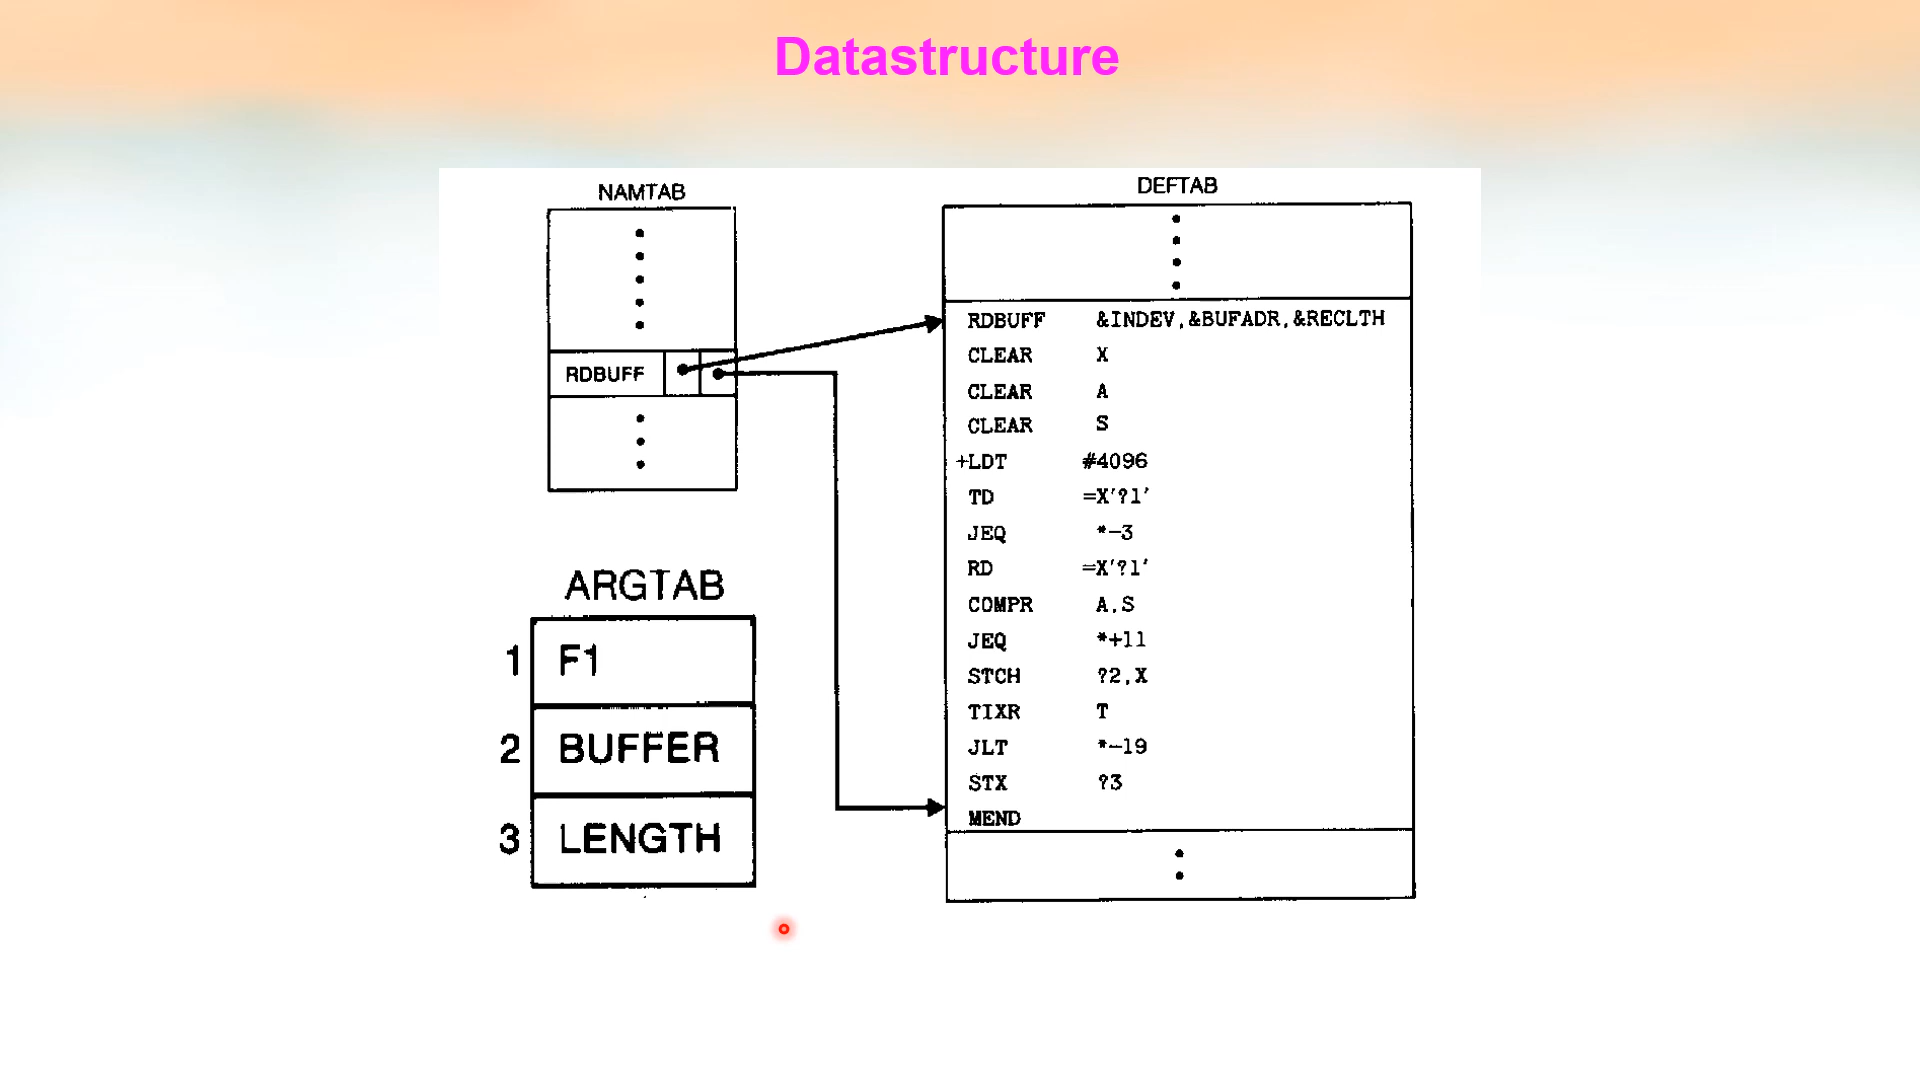 Datastructure
NAMTAB
RDBUFF
ARGTAB
1 F1
2 BUFFER
3 LENGTH
DEFTAB
RDBUFF &INDEV,&BUFADR,&RECLTH
CLEAR X
CLEAR A
CLEAR S
+LDT #4096
TD =X'?1'
JEQ *-3
RD =X'?1'
COMPR A,S
JEQ *+11
STCH ?2,X
TIXR T
JLT *-19
STX ?3
MEND